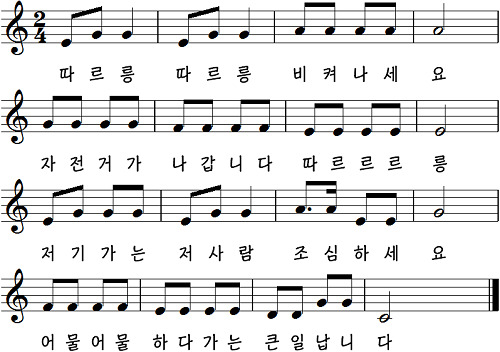 2
4
따 르 릉 따 르 릉 비 켜 나 세 요
자 전 거 가 나 갑 니 다 따 르 르 르 릉
저 기 가 는 저 사 람 조 심 하 세 요
어 물 어 물 하 다 가 는 큰 일 납 니 다